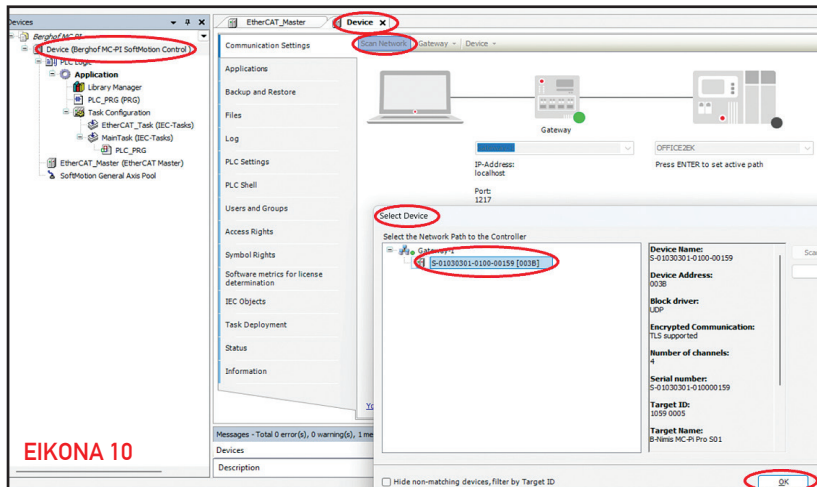 Devices
Berghof MC-PI
Device (Berghof MC-PI SoftMotion Control)
PLC Logic
Application
Library Manager
PLC_PRG (PRG)
Task Configuration
EtherCAT_Task (IEC-Tasks)
MainTask (IEC-Tasks)
PLC_PRG
EtherCAT_Master (EtherCAT Master)
SoftMotion General Axis Pool
EtherCAT_Master
Device
Communication Settings
Applications
Backup and Restore
Files
Log
PLC Settings
PLC Shell
Users and Groups
Access Rights
Symbol Rights
Software metrics for license
determination
IEC Objects
Task Deployment
Status
Information
Scan Network
Gateway
Device
Gateway
OFFICE2EK
IP-Address:
localhost
Port:
1217
Press ENTER to set active path
Select Device
Select the Network Path to the Controller
Gateway-1
S-01030301-0100-00159 [003B]
Device Name:
S-01030301-0100-00159
Device Address:
003B
Block driver:
UDP
Encrypted Communication:
TLS supported
Number of channels:
4
Serial number:
S-01030301-010000159
Target ID:
1059 0005
Target Name:
B-Nimis MC-Pi Pro S01
Hide non-matching devices, filter by Target ID
OK
Messages - Total 0 error(s), 0 warning(s), 1 me
Devices
Description
ΕΙΚΟΝΑ 10